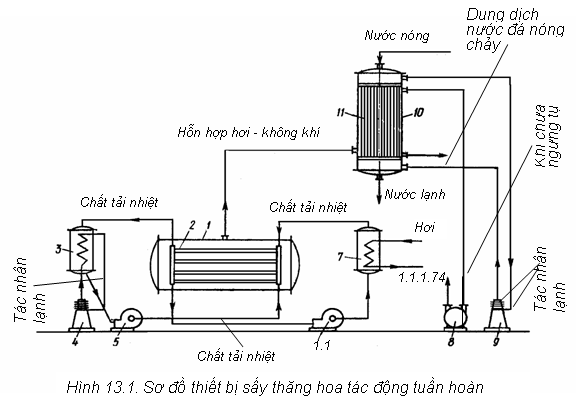 Dung dịch
nước đá nóng
chảy
Nước nóng
11
10
Hỗn hợp hơi - không khí
Khí chưa
ngưng tụ
Nước lạnh
Chất tải nhiệt
Chất tải nhiệt
2
1
3
7
Hơi
1.1.1.74
Tác nhân
lạnh
Tác nhân
lạnh
4
5
1.1
8
9
Chất tải nhiệt
Hình 13.1. Sơ đồ thiết bị sấy thăng hoa tác động tuần hoàn